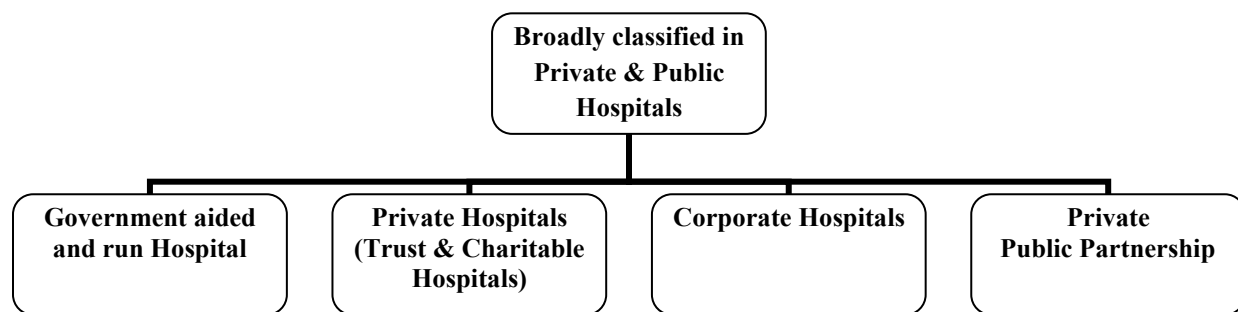 Broadly classified in
Private & Public
Hospitals
Government aided
and run Hospital
Private Hospitals
(Trust & Charitable
Hospitals)
Corporate Hospitals
Private
Public Partnership